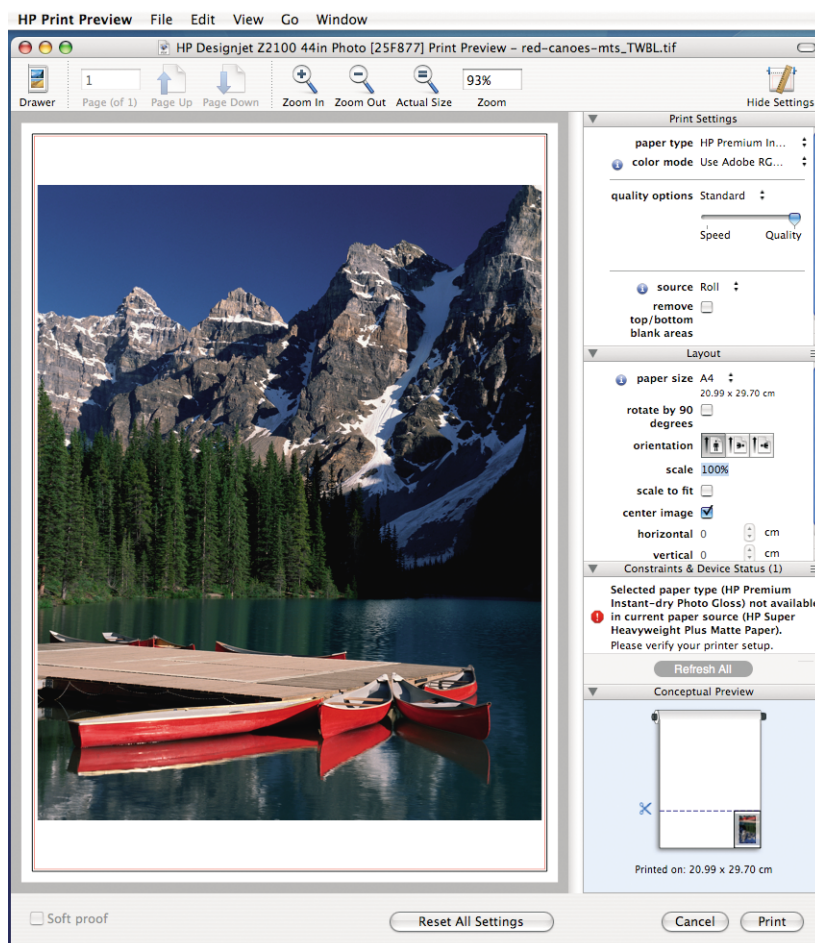 HP Print Preview File Edit View Go Window
HP Designjet Z2100 44in Photo [25F877] Print Preview – red-canoes-mts_TWBL.tif
1
93%
Drawer Page (of 1) Page Up Page Down Zoom In Zoom Out Actual Size Zoom Hide Settings
Print Settings
paper type HP Premium In...
color mode Use Adobe RG...
quality options Standard
Speed Quality
source Roll
remove
top/bottom
blank areas
Layout
paper size A4
20.99 x 29.70 cm
rotate by 90
degrees
orientation
scale 100%
scale to fit
center image
horizontal 0 cm
vertical 0 cm
Constraints & Device Status (1)
Selected paper type (HP Premium
Instant-dry Photo Gloss) not available
in current paper source (HP Super
Heavyweight Plus Matte Paper).
Please verify your printer setup.
Refresh All
Conceptual Preview
Printed on: 20.99 x 29.70 cm
Soft proof Reset All Settings Cancel Print